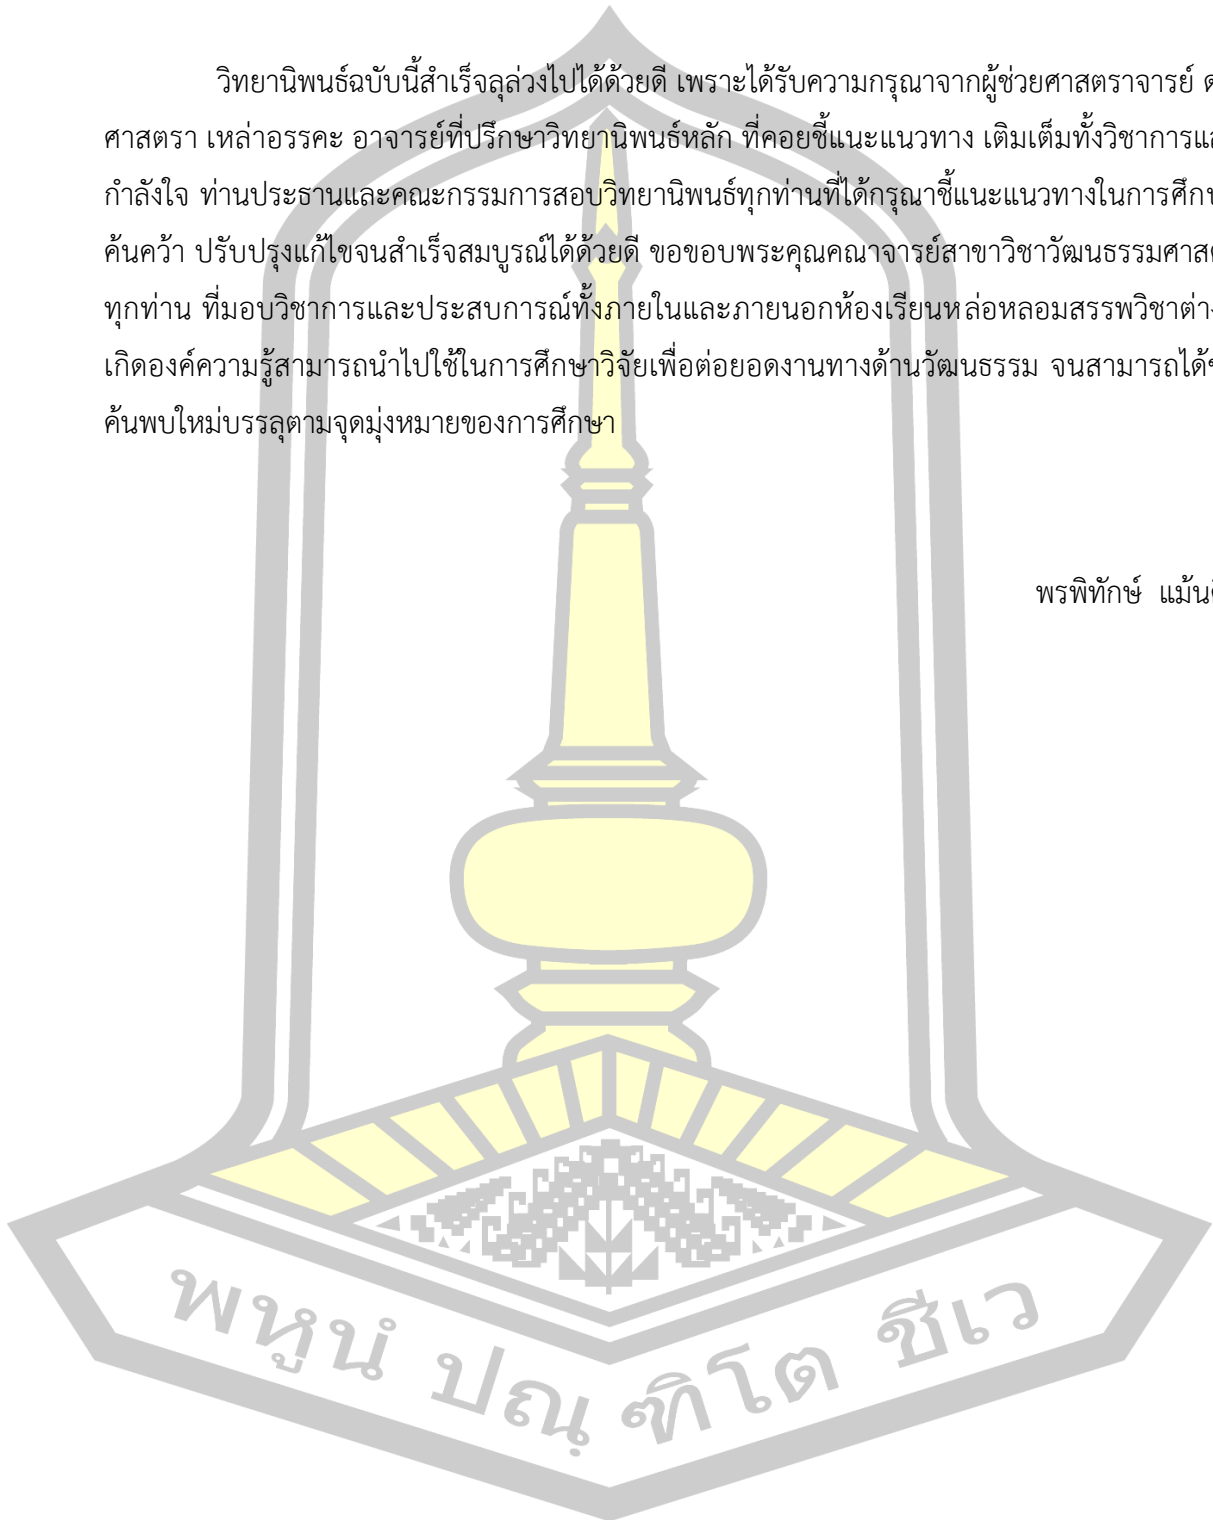 วิทยานิพนธ์ฉบับนี้สำเร็จลุล่วงไปได้ด้วยดี เพราะได้รับความกรุณาจากผู้ช่วยศาสตราจารย์
ศาสตรา เหล่าอรรคะ อาจารย์ที่ปรึกษาวิทยานิพนธ์หลัก ที่คอยชี้แนะแนวทาง เติมเต็มทั้งวิชาการ
กำลังใจ ท่านประธานและคณะกรรมการสอบวิทยานิพนธ์ทุกท่านที่ได้กรุณาชี้แนะแนวทางในการ
ค้นคว้า ปรับปรุงแก้ไขจนสำเร็จสมบูรณ์ได้ด้วยดี ขอขอบพระคุณคณาจารย์สาขาวิชา
ทุกท่าน ที่มอบวิชาการและประสบการณ์ทั้งภายในและภายนอกห้องเรียนหล่อหลอมสรรพวิชาต่าง
เกิดองค์ความรู้สามารถนำไปใช้ในการศึกษาวิจัยเพื่อต่อยอดงานทางด้านวัฒนธรรม จนสามารถได้
ค้นพบใหม่บรรลุตามจุดมุ่งหมายของการศึกษา
พรพิทักษ์
พหูนํ ปณฺ ฑิโต ชีเว